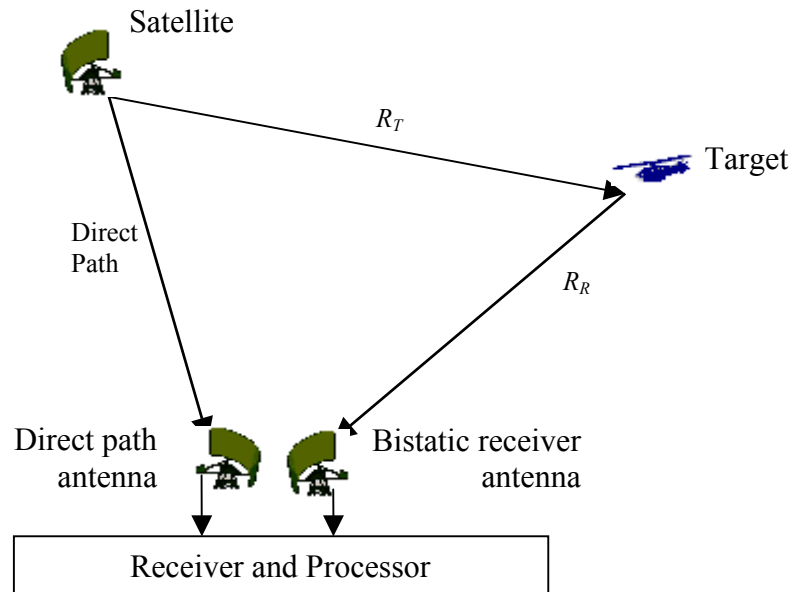 Satellite
R_T
Target
Direct
Path
R_R
Direct path
antenna
Bistatic receiver
antenna
Receiver and Processor